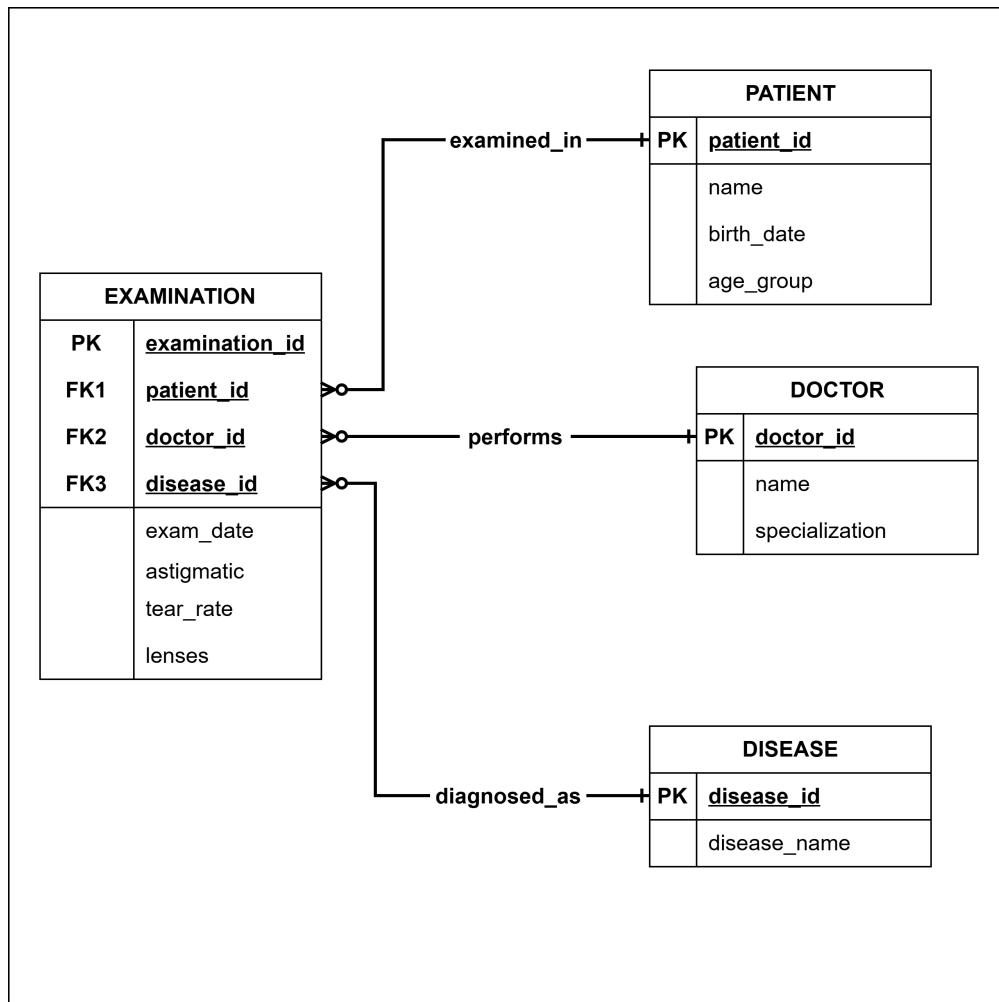 PATIENT
PK patient_id
name
birth_date
age_group
examined_in
EXAMINATION
PK examination_id
FK1 patient_id
FK2 doctor_id
FK3 disease_id
exam_date
astigmatic
tear_rate
lenses
performs
DOCTOR
PK doctor_id
name
specialization
diagnosed_as
DISEASE
PK disease_id
disease_name